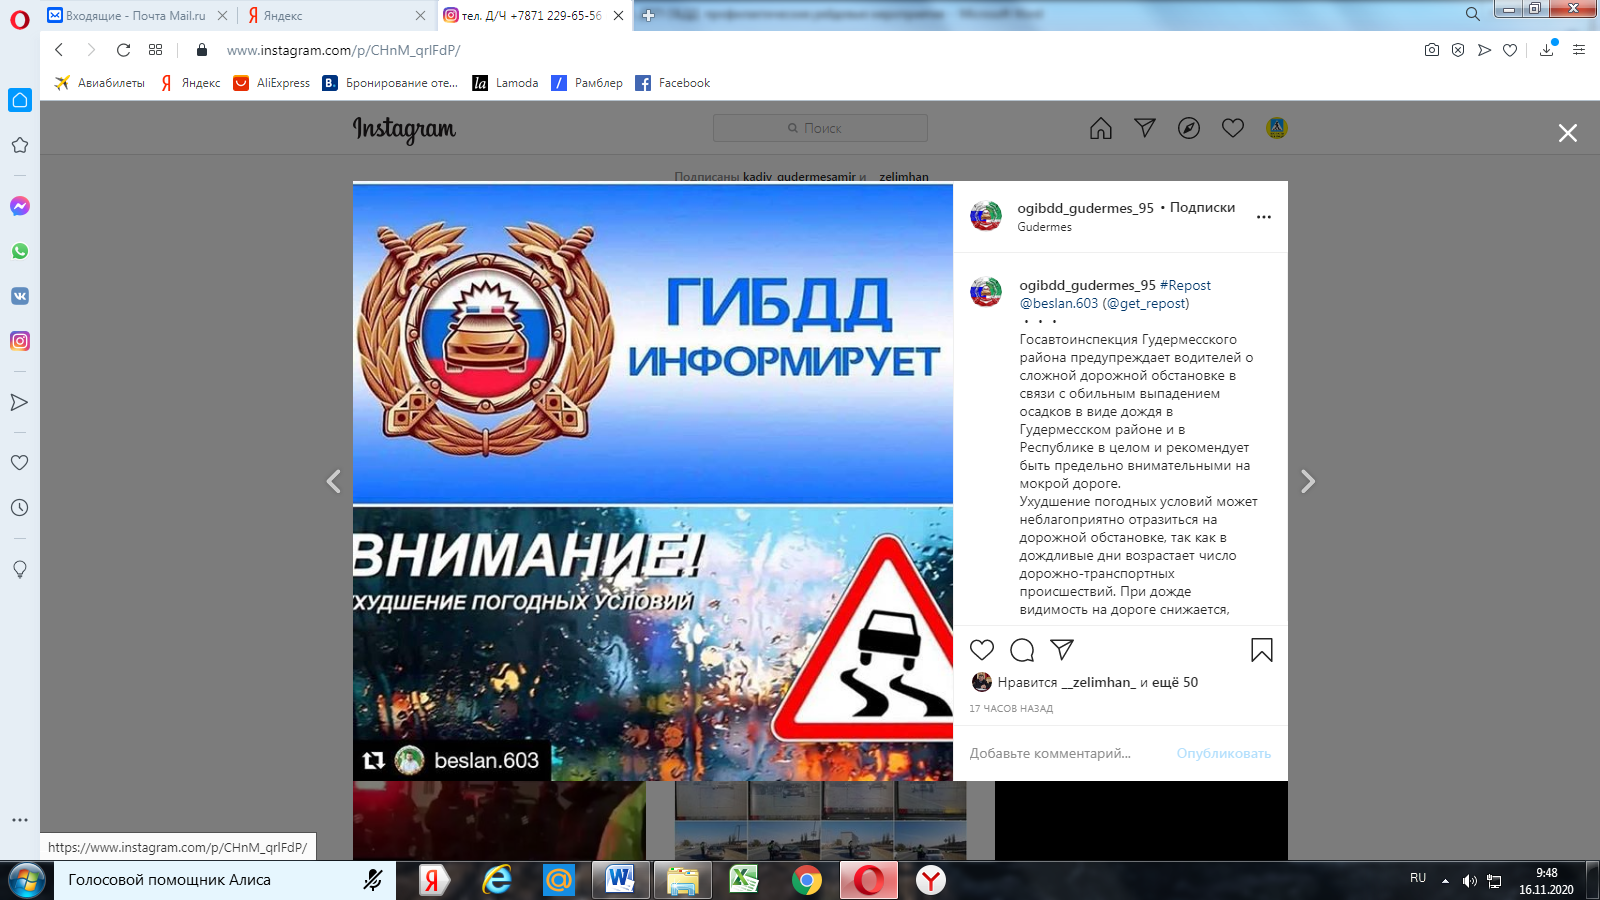 Входящие - Почта Mail.ru
Яндекс
тел. Д/Ч +7871 229-65-56
www.instagram.com/p/CHnM_qrlFdP/
Авиабилеты
Яндекс
AliExpress
Бронирование оте...
Lamoda
Рамблер
Facebook
Instagram
Поиск
Подписаны kadiv_gudermesamir и __zelimhan_
ГИБДД
ИНФОРМИРУЕТ
ВНИМАНИЕ!
ХУДШЕНИЕ ПОГОДНЫХ УСЛОВИЙ
beslan.603
ogibdd_gudermes_95 • Подписки
Gudermes
ogibdd_gudermes_95 #Repost
@beslan.603 (@get_repost)
・・・
Госавтоинспекция Гудермесского
района предупреждает водителей о
сложной дорожной обстановке в
связи с обильным выпадением
осадков в виде дождя в
Гудермесском районе и в
Республике в целом и рекомендует
быть предельно внимательными на
мокрой дороге.
Ухудшение погодных условий может
неблагоприятно отразиться на
дорожной обстановке, так как в
дождливые дни возрастает число
дорожно-транспортных
происшествий. При дожде
видимость на дороге снижается,
Нравится __zelimhan_ и ещё 50
17 ЧАСОВ НАЗАД
Добавьте комментарий...
Опубликовать
https://www.instagram.com/p/CHnM_qrlFdP/
Голосовой помощник Алиса
RU
9:48
16.11.2020